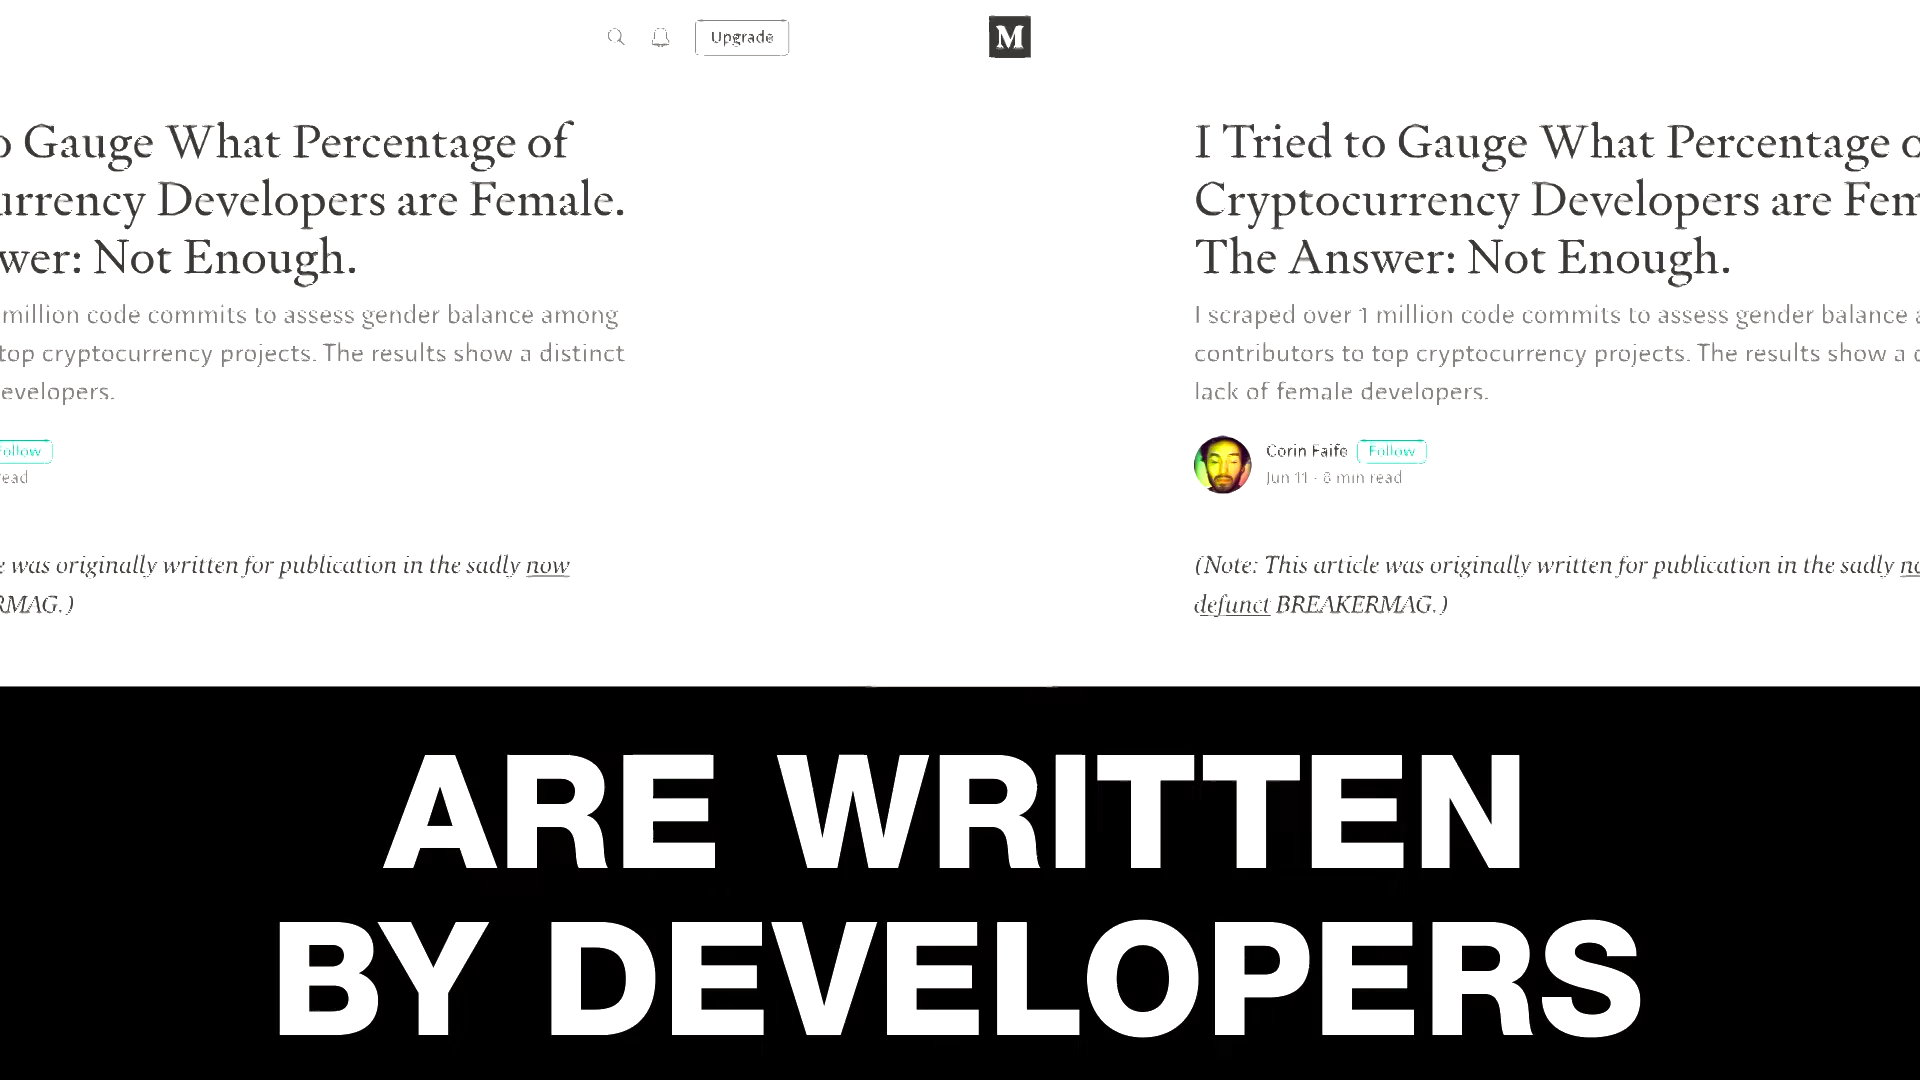 Upgrade
M
o Gauge What Percentage of
urrency Developers are Female.
wer: Not Enough.
million code commits to assess gender balance among
top cryptocurrency projects. The results show a distinct
evelopers.
Follow
ead
e was originally written for publication in the sadly now
RMAG.)
I Tried to Gauge What Percentage o
Cryptocurrency Developers are Fem
The Answer: Not Enough.
I scraped over 1 million code commits to assess gender balance a
contributors to top cryptocurrency projects. The results show a d
lack of female developers.
Corin Faife Follow
Jun 11 · 8 min read
(Note: This article was originally written for publication in the sadly no
defunct BREAKERMAG.)
ARE WRITTEN
BY DEVELOPERS